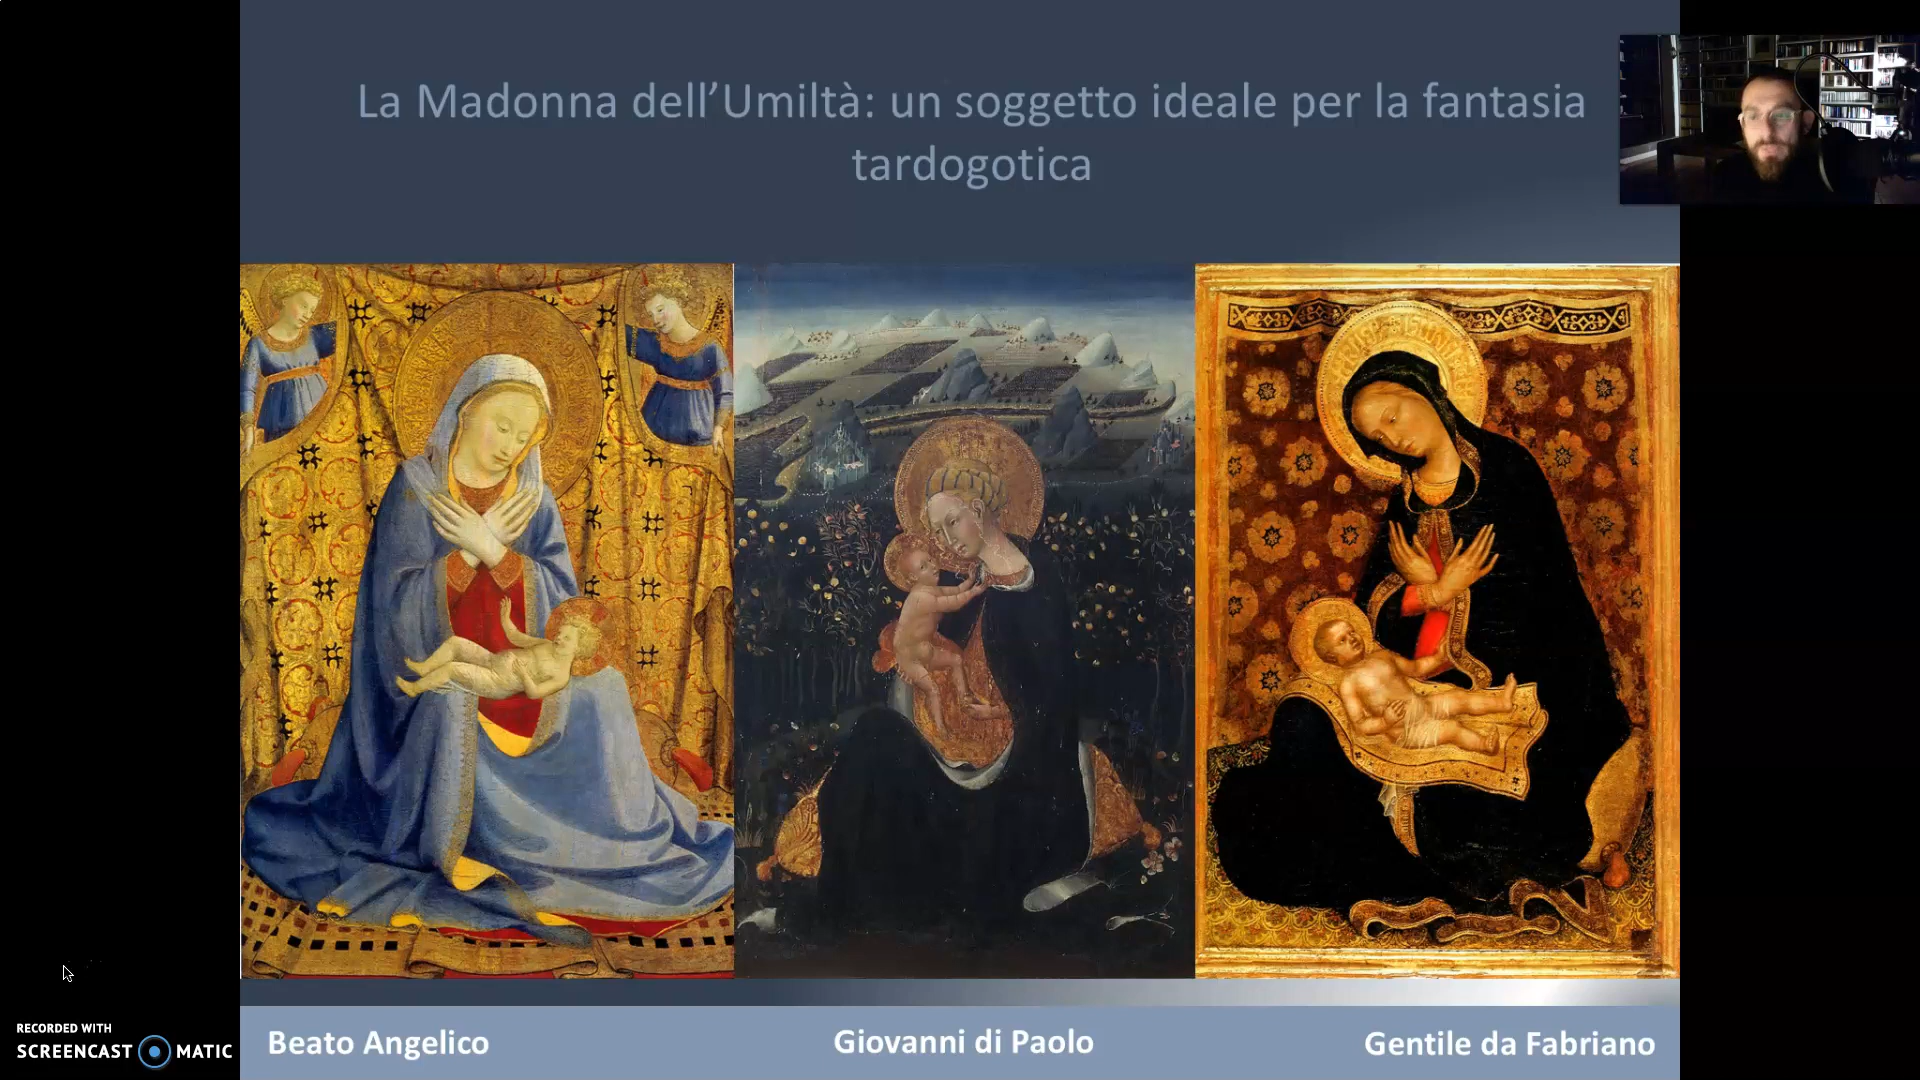 La Madonna dell’Umiltà: un soggetto ideale per la fantasia
tardogotica
Beato Angelico
Giovanni di Paolo
Gentile da Fabriano
RECORDED WITH
SCREENCAST MATIC